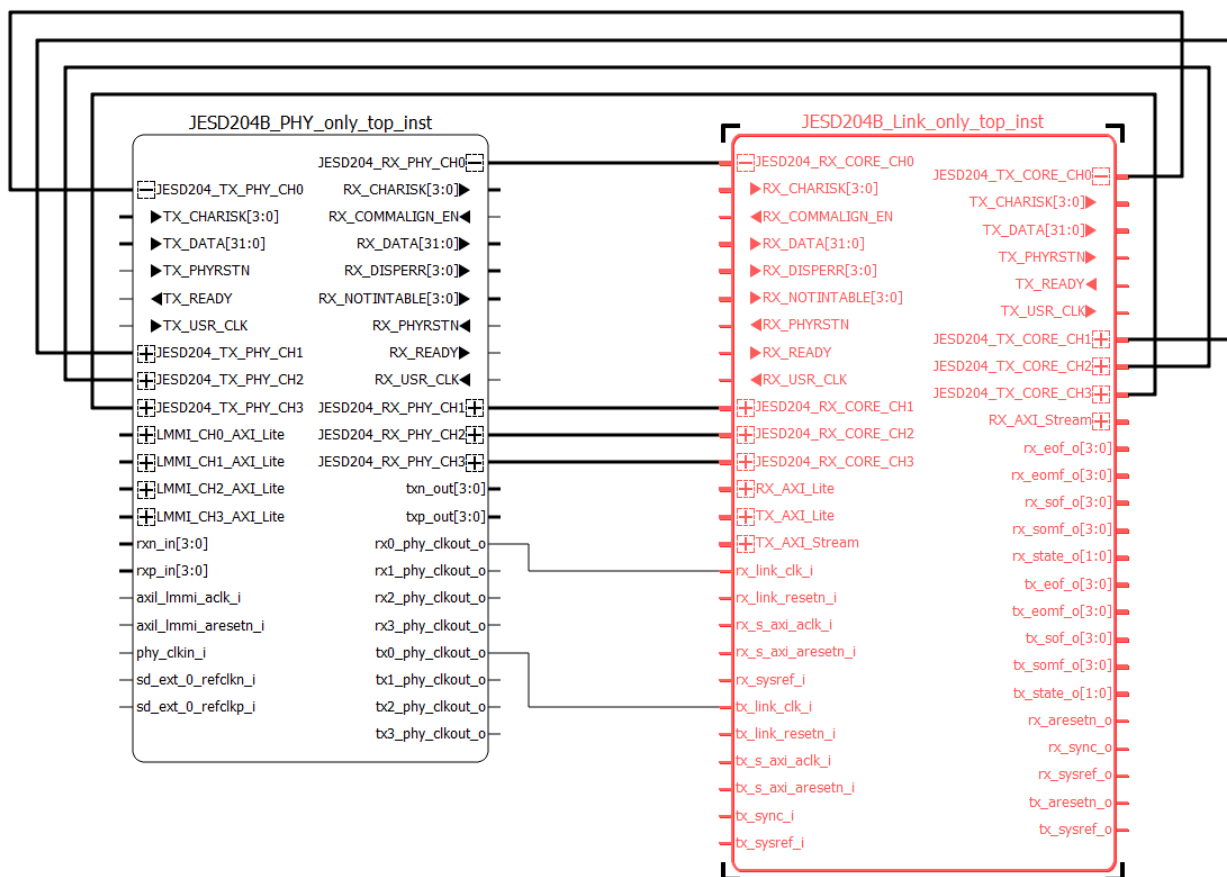 JESD204B_PHY_only_top_inst
JESD204_RX_PHY_CH0
JESD204_TX_PHY_CH0
RX_CHARISK[3:0]
TX_CHARISK[3:0]
RX_COMMALIGN_EN
TX_DATA[31:0]
RX_DATA[31:0]
TX_PHYRSTN
RX_DISPERR[3:0]
TX_READY
RX_NOTINTABLE[3:0]
TX_USR_CLK
RX_PHYRSTN
JESD204_TX_PHY_CH1
RX_READY
JESD204_TX_PHY_CH2
RX_USR_CLK
JESD204_TX_PHY_CH3
JESD204_RX_PHY_CH1
LMMI_CH0_AXI_Lite
JESD204_RX_PHY_CH2
LMMI_CH1_AXI_Lite
JESD204_RX_PHY_CH3
LMMI_CH2_AXI_Lite
txn_out[3:0]
LMMI_CH3_AXI_Lite
txp_out[3:0]
rxn_in[3:0]
rx0_phy_clkout_o
rxp_in[3:0]
rx1_phy_clkout_o
axil_lmmi_aclk_i
rx2_phy_clkout_o
axil_lmmi_aresetn_i
rx3_phy_clkout_o
phy_clkin_i
tx0_phy_clkout_o
sd_ext_0_refclkn_i
tx1_phy_clkout_o
sd_ext_0_refclkp_i
tx2_phy_clkout_o
tx3_phy_clkout_o
JESD204B_Link_only_top_inst
JESD204_RX_CORE_CH0
JESD204_TX_CORE_CH0
RX_CHARISK[3:0]
TX_CHARISK[3:0]
RX_COMMALIGN_EN
TX_DATA[31:0]
RX_DATA[31:0]
TX_PHYRSTN
RX_DISPERR[3:0]
TX_READY
RX_NOTINTABLE[3:0]
TX_USR_CLK
RX_PHYRSTN
JESD204_TX_CORE_CH1
RX_READY
JESD204_TX_CORE_CH2
RX_USR_CLK
JESD204_TX_CORE_CH3
JESD204_RX_CORE_CH1
RX_AXI_Stream
JESD204_RX_CORE_CH2
rx_eof_o[3:0]
JESD204_RX_CORE_CH3
rx_eomf_o[3:0]
RX_AXI_Lite
rx_sof_o[3:0]
TX_AXI_Lite
rx_somf_o[3:0]
TX_AXI_Stream
rx_state_o[1:0]
rx_link_clk_i
tx_eof_o[3:0]
rx_link_resetn_i
tx_eomf_o[3:0]
rx_s_axi_aclk_i
tx_sof_o[3:0]
rx_s_axi_aresetn_i
tx_somf_o[3:0]
rx_sysref_i
tx_state_o[1:0]
tx_link_clk_i
rx_aresetn_o
tx_link_resetn_i
rx_sync_o
tx_s_axi_aclk_i
rx_sysref_o
tx_s_axi_aresetn_i
tx_aresetn_o
tx_sync_i
tx_sysref_o
tx_sysref_i